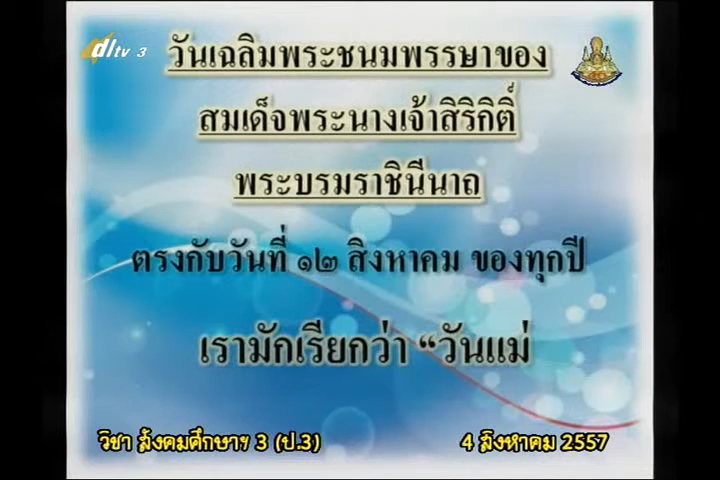 dltv 3
วันเฉลิมพระชนมพรรษาของ
สมเด็จพระนางเจ้าสิริกิติ์
พระบรมราชินีนาถ
ตรงกับวันที่ ๑๒ สิงหาคม ของทุกปี
เรามักเรียกว่า “วันแม่
วิชา สังคมศึกษาฯ 3 (ป.3) 4 สิงหาคม 2557